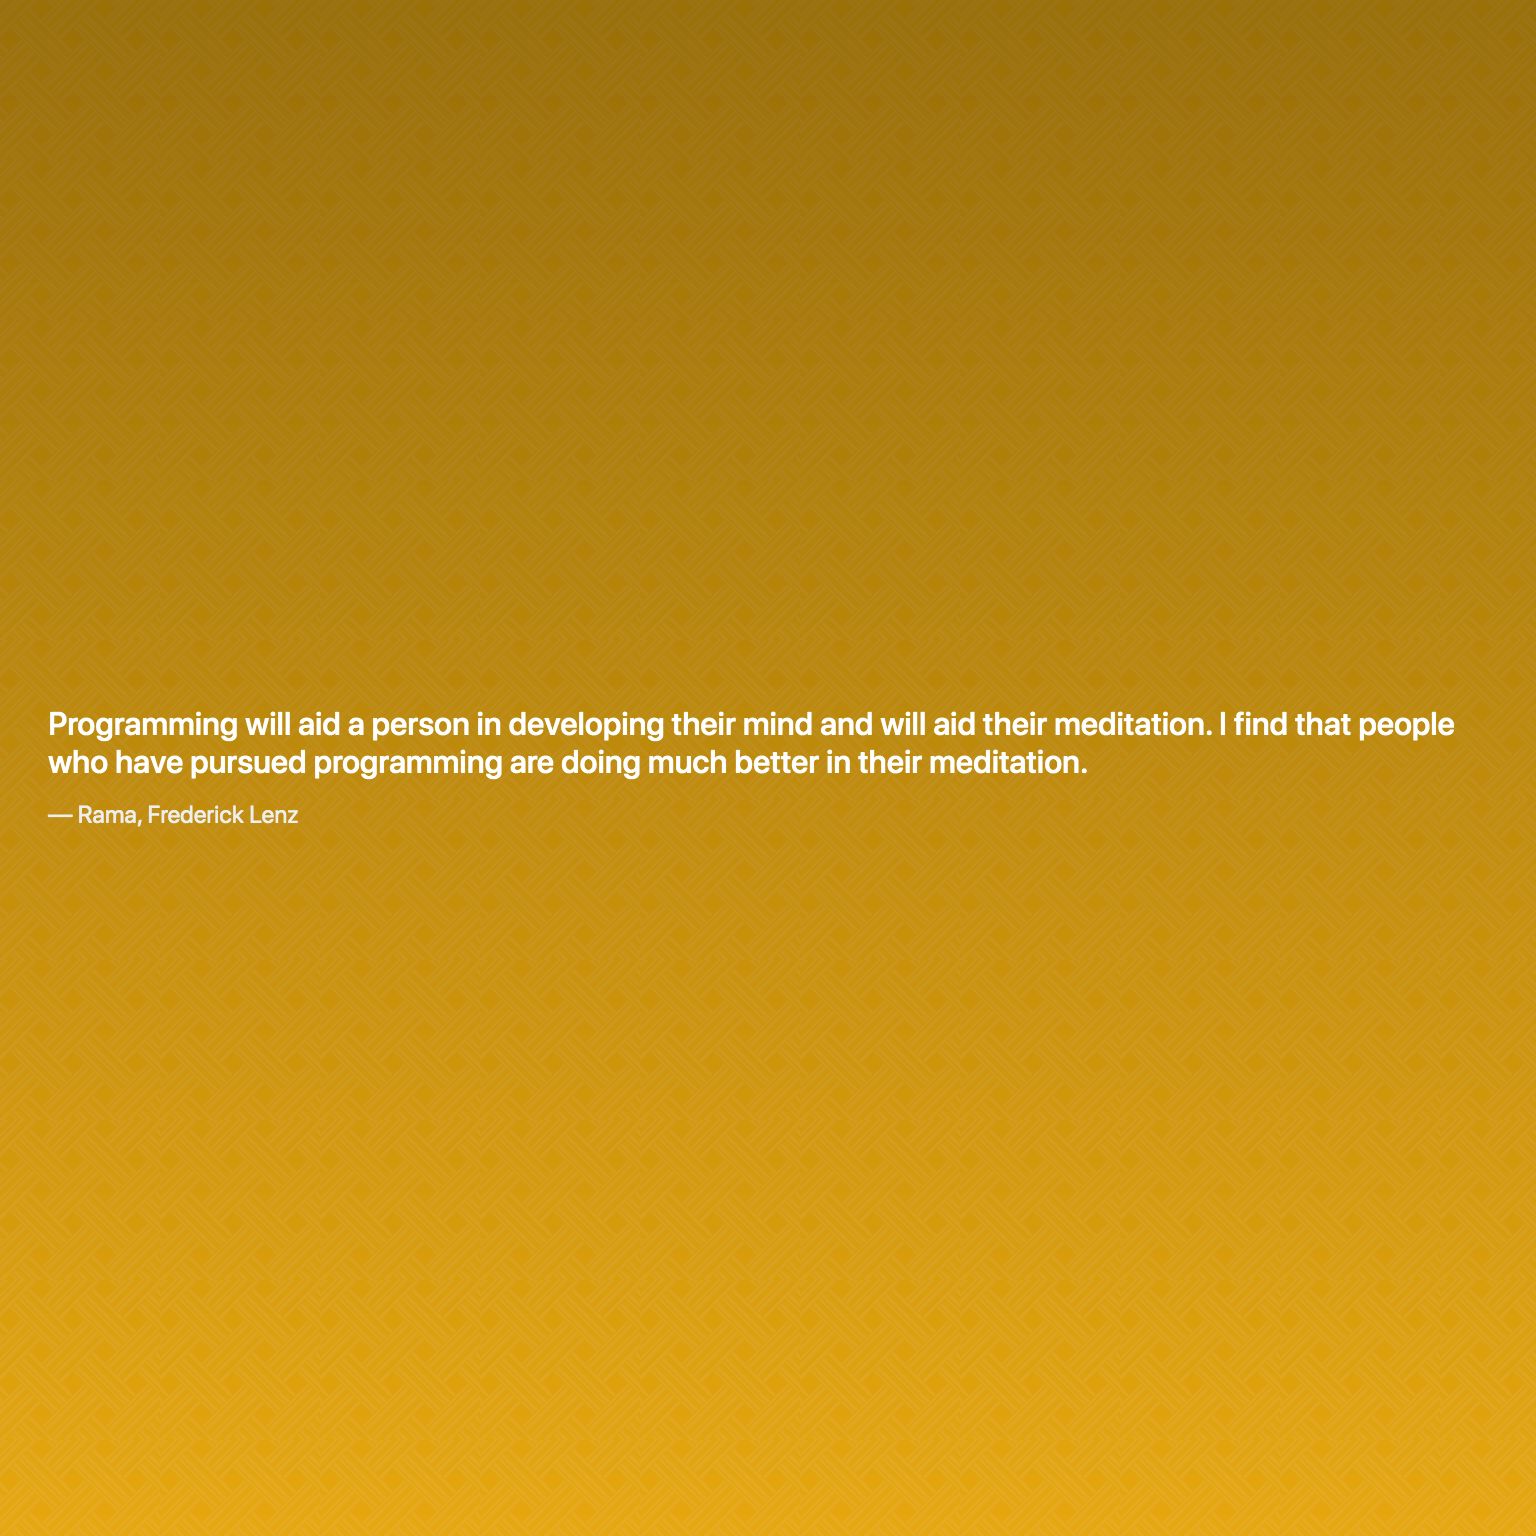 Programming will aid a person in developing their mind and will aid their meditation. I find that people
who have pursued programming are doing much better in their meditation.
— Rama, Frederick Lenz